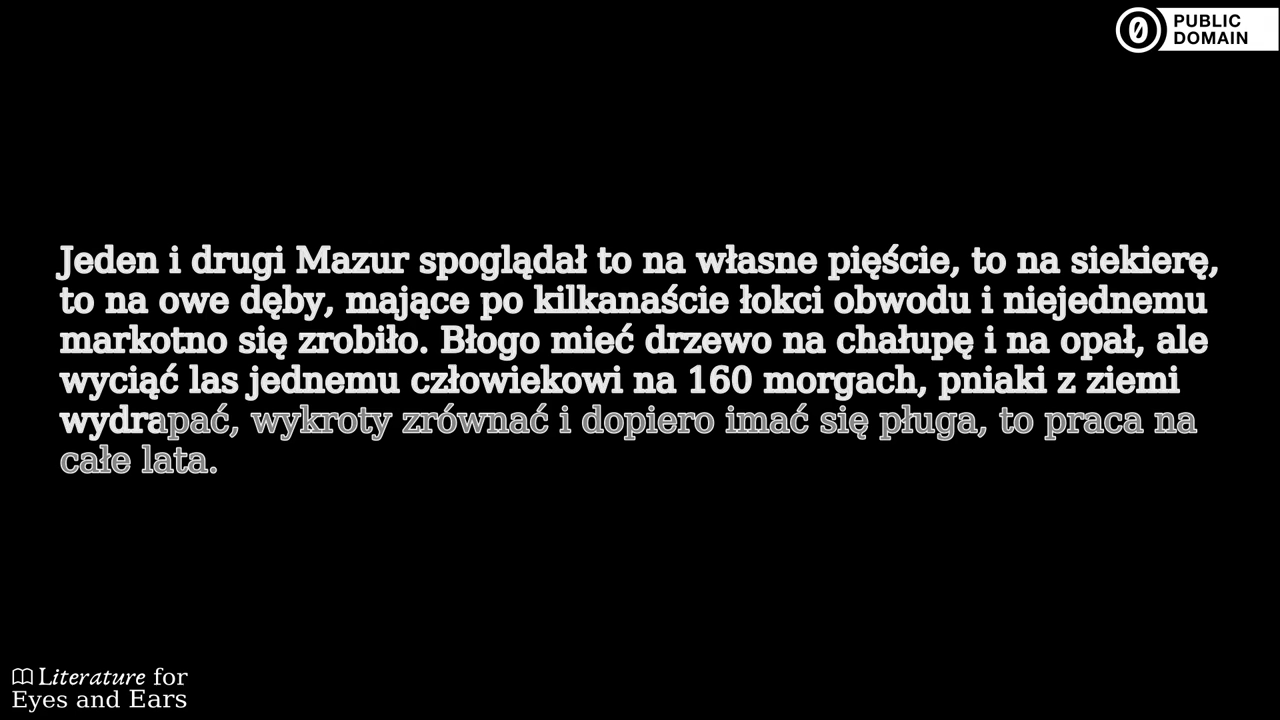 PUBLIC
DOMAIN
Jeden i drugi Mazur spoglądał to na własne pięście, to na siekierę,
to na owe dęby, mające po kilkanaście łokci obwodu i niejednemu
markotno się zrobiło. Błogo mieć drzewo na chałupę i na opał, ale
wyciąć las jednemu człowiekowi na 160 morgach, pniaki z ziemi
wydrapać, wykroty zrównać i dopiero imać się pługa, to praca na
całe lata.
Literature for
Eyes and Ears